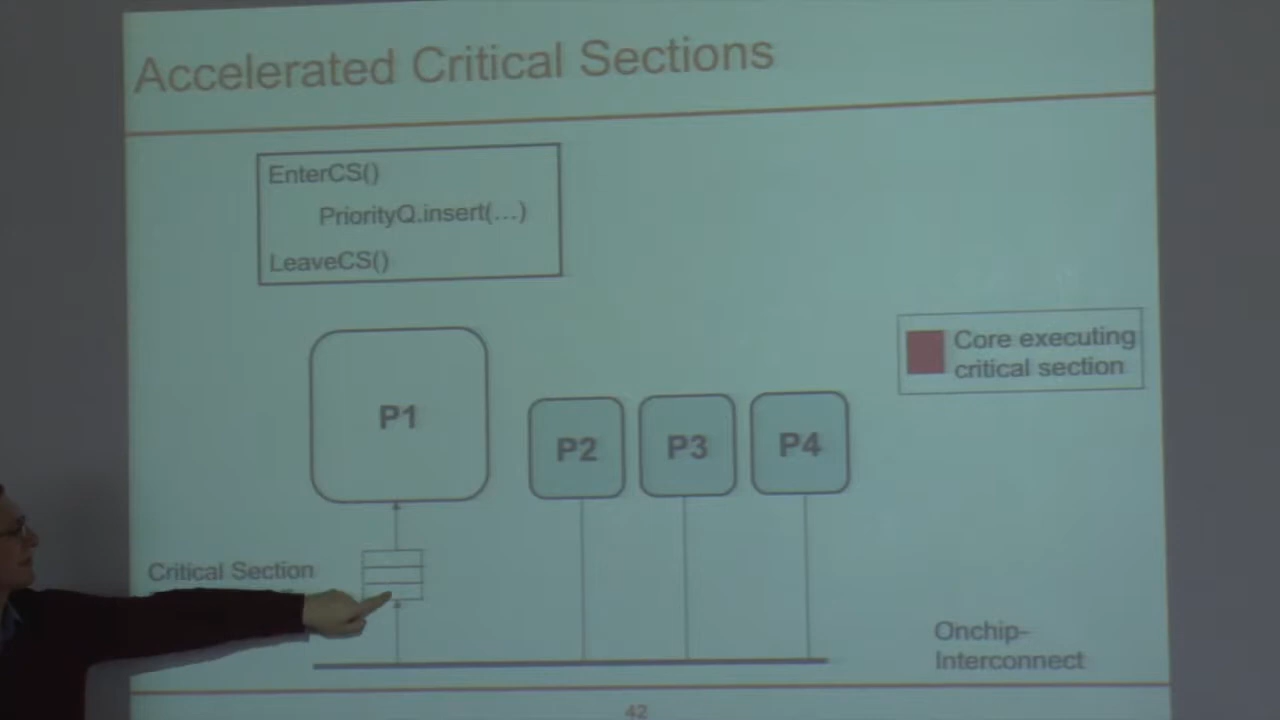 Accelerated Critical Sections
EnterCS()
PriorityQ.insert(…)
LeaveCS()
Core executing
critical section
P1
P2
P3
P4
Critical Section
Onchip-
Interconnect
42